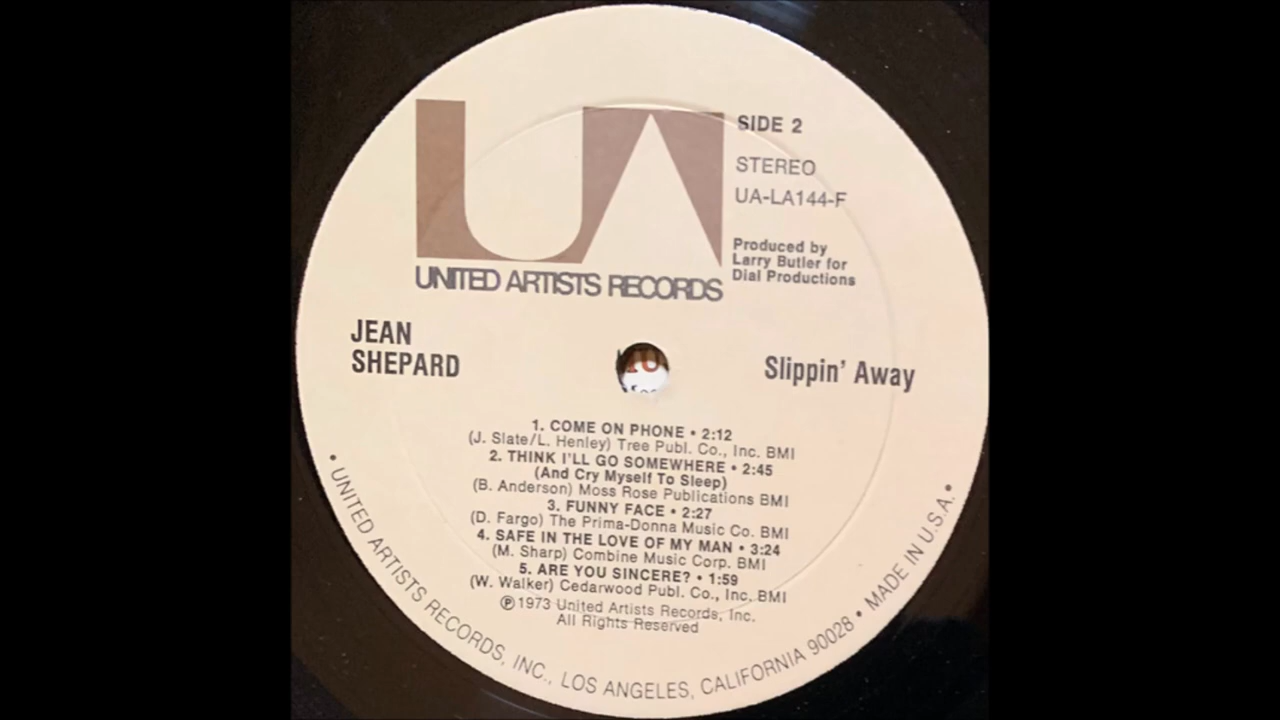 UA
SIDE 2
STEREO
UA-LA144-F
Produced by
Larry Butler for
Dial Productions
UNITED ARTISTS RECORDS
JEAN
SHEPARD
Slippin' Away
1. COME ON PHONE • 2:12
(J. Slate/L. Henley) Tree Publ. Co., Inc. BMI
2. THINK I'LL GO SOMEWHERE • 2:45
(And Cry Myself To Sleep)
(B. Anderson) Moss Rose Publications BMI
3. FUNNY FACE • 2:27
(D. Fargo) The Prima-Donna Music Co. BMI
4. SAFE IN THE LOVE OF MY MAN • 3:24
(M. Sharp) Combine Music Corp. BMI
5. ARE YOU SINCERE? • 1:59
(W. Walker) Cedarwood Publ. Co., Inc. BMI
℗ 1973 United Artists Records, Inc.
All Rights Reserved
• UNITED ARTISTS RECORDS, INC., LOS ANGELES, CALIFORNIA 90028 • MADE IN U.S.A. •